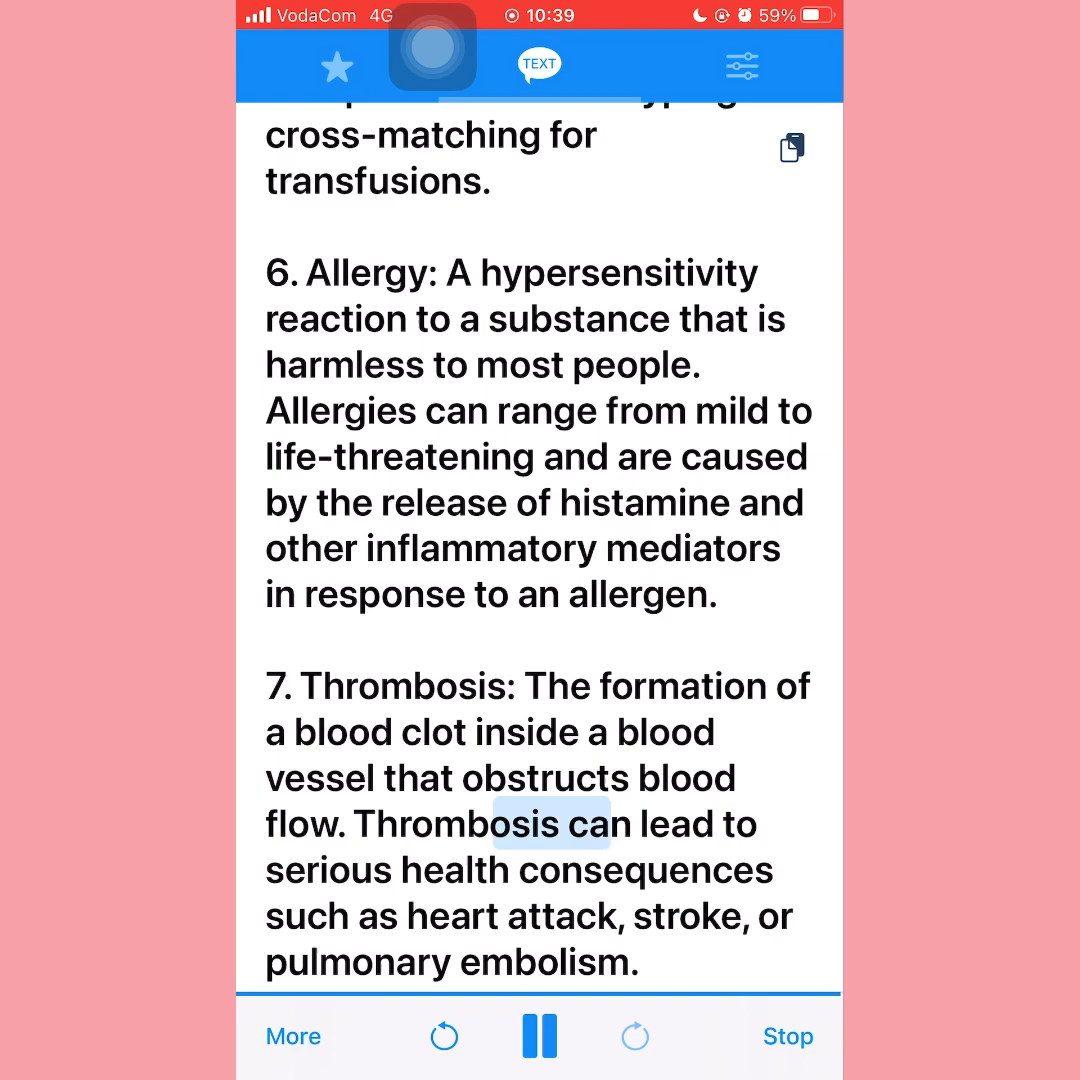 VodaCom 4G
10:39
59%
TEXT
cross-matching for
transfusions.
6. Allergy: A hypersensitivity
reaction to a substance that is
harmless to most people.
Allergies can range from mild to
life-threatening and are caused
by the release of histamine and
other inflammatory mediators
in response to an allergen.
7. Thrombosis: The formation of
a blood clot inside a blood
vessel that obstructs blood
flow. Thrombosis can lead to
serious health consequences
such as heart attack, stroke, or
pulmonary embolism.
More
Stop